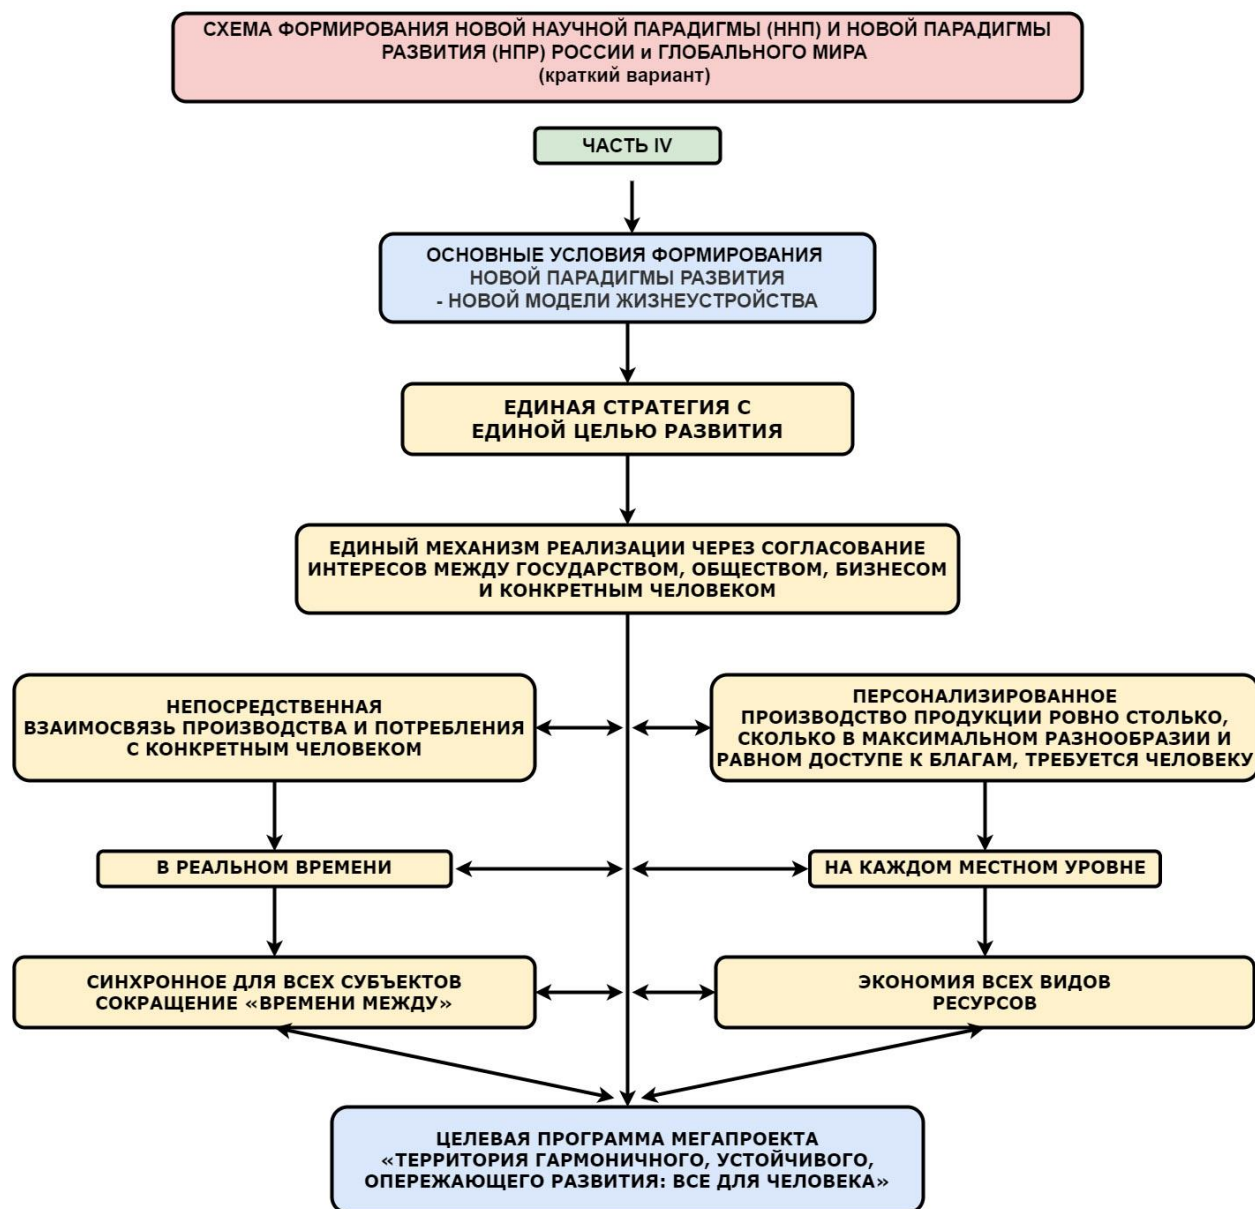 СХЕМА ФОРМИРОВАНИЯ НОВОЙ НАУЧНОЙ ПАРАДИГМЫ (ННП) И НОВОЙ ПАРАДИГМЫ
РАЗВИТИЯ (НПР) РОССИИ и ГЛОБАЛЬНОГО МИРА
(краткий вариант)
ЧАСТЬ IV
ОСНОВНЫЕ УСЛОВИЯ ФОРМИРОВАНИЯ
НОВОЙ ПАРАДИГМЫ РАЗВИТИЯ
- НОВОЙ МОДЕЛИ ЖИЗНЕУСТРОЙСТВА
ЕДИНАЯ СТРАТЕГИЯ С
ЕДИНОЙ ЦЕЛЬЮ РАЗВИТИЯ
ЕДИНЫЙ МЕХАНИЗМ РЕАЛИЗАЦИИ ЧЕРЕЗ СОГЛАСОВАНИЕ
ИНТЕРЕСОВ МЕЖДУ ГОСУДАРСТВОМ, ОБЩЕСТВОМ, БИЗНЕСОМ
И КОНКРЕТНЫМ ЧЕЛОВЕКОМ
НЕПОСРЕДСТВЕННАЯ
ВЗАИМОСВЯЗЬ ПРОИЗВОДСТВА И ПОТРЕБЛЕНИЯ
С КОНКРЕТНЫМ ЧЕЛОВЕКОМ
ПЕРСОНАЛИЗИРОВАННОЕ
ПРОИЗВОДСТВО ПРОДУКЦИИ РОВНО СТОЛЬКО,
СКОЛЬКО В МАКСИМАЛЬНОМ РАЗНООБРАЗИИ И
РАВНОМ ДОСТУПЕ К БЛАГАМ, ТРЕБУЕТСЯ ЧЕЛОВЕКУ
В РЕАЛЬНОМ ВРЕМЕНИ
НА КАЖДОМ МЕСТНОМ УРОВНЕ
СИНХРОННОЕ ДЛЯ ВСЕХ СУБЪЕКТОВ
СОКРАЩЕНИЕ «ВРЕМЕНИ МЕЖДУ»
ЭКОНОМИЯ ВСЕХ ВИДОВ
РЕСУРСОВ
ЦЕЛЕВАЯ ПРОГРАММА МЕГАПРОЕКТА
«ТЕРРИТОРИЯ ГАРМОНИЧНОГО, УСТОЙЧИВОГО,
ОПЕРЕЖАЮЩЕГО РАЗВИТИЯ: ВСЕ ДЛЯ ЧЕЛОВЕКА»